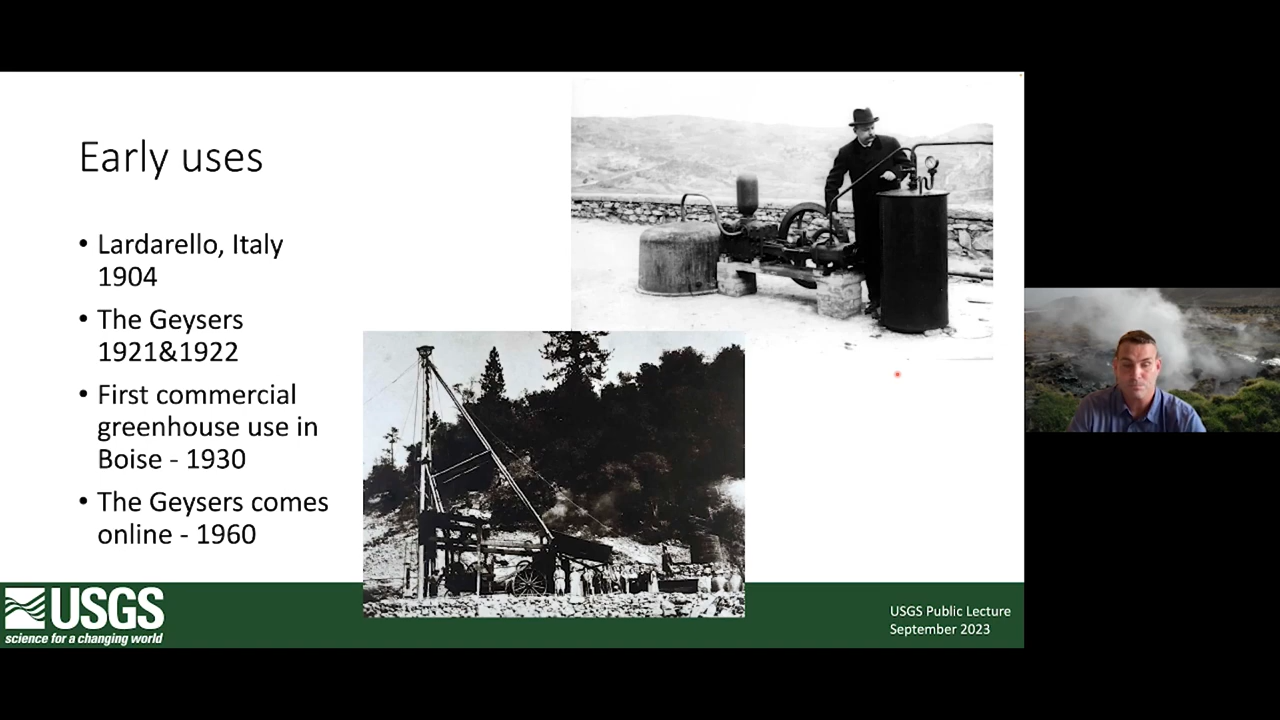 Early uses
• Lardarello, Italy
1904
• The Geysers
1921&1922
• First commercial
greenhouse use in
Boise - 1930
• The Geysers comes
online - 1960
USGS
science for a changing world
USGS Public Lecture
September 2023